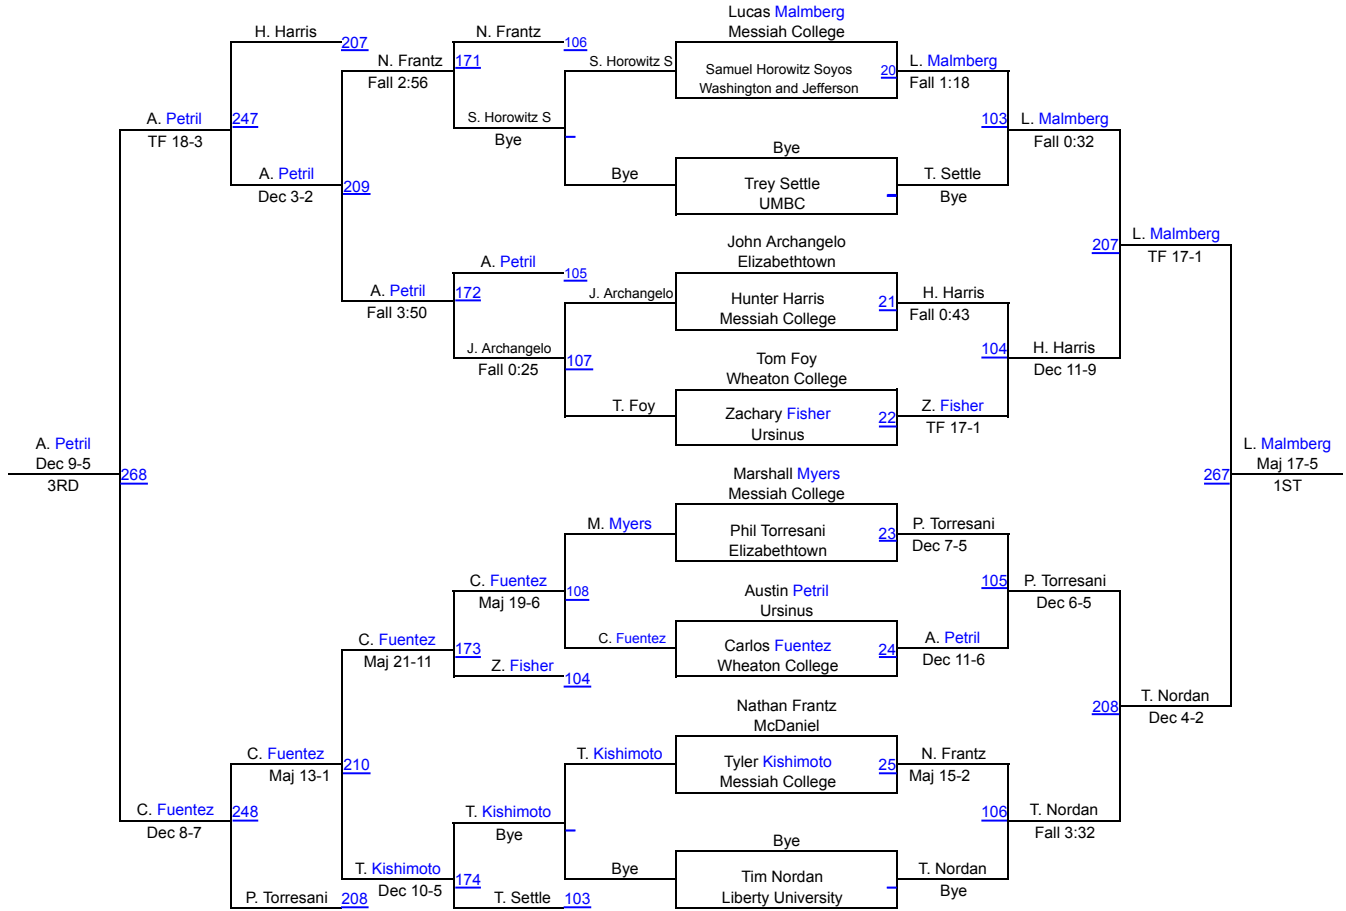 Lucas Malmberg
Messiah College
H. Harris
207
N. Frantz
106
N. Frantz
171
Fall 2:56
S. Horowitz S
Samuel Horowitz Soyos
Washington and Jefferson
20
L. Malmberg
Fall 1:18
A. Petril
247
TF 18-3
S. Horowitz S
Bye
103
L. Malmberg
Fall 0:32
Bye
A. Petril
Dec 3-2
209
Bye
Trey Settle
UMBC
T. Settle
Bye
John Archangelo
Elizabethtown
207
L. Malmberg
TF 17-1
A. Petril
105
A. Petril
172
Fall 3:50
J. Archangelo
Hunter Harris
Messiah College
21
H. Harris
Fall 0:43
J. Archangelo
Fall 0:25
107
Tom Foy
Wheaton College
104
H. Harris
Dec 11-9
T. Foy
Zachary Fisher
Ursinus
22
Z. Fisher
TF 17-1
A. Petril
Dec 9-5
3RD
268
Marshall Myers
Messiah College
267
L. Malmberg
Maj 17-5
1ST
M. Myers
Phil Torresani
Elizabethtown
23
P. Torresani
Dec 7-5
C. Fuentez
Maj 19-6
108
Austin Petril
Ursinus
105
P. Torresani
Dec 6-5
C. Fuentez
Maj 21-11
173
C. Fuentez
Carlos Fuentez
Wheaton College
24
A. Petril
Dec 11-6
Z. Fisher
104
Nathan Frantz
McDaniel
208
T. Nordan
Dec 4-2
C. Fuentez
Maj 13-1
210
T. Kishimoto
Tyler Kishimoto
Messiah College
25
N. Frantz
Maj 15-2
C. Fuentez
Dec 8-7
248
T. Kishimoto
Bye
106
T. Nordan
Fall 3:32
Bye
T. Kishimoto
Dec 10-5
174
Bye
Tim Nordan
Liberty University
T. Nordan
Bye
P. Torresani
208
T. Settle
103